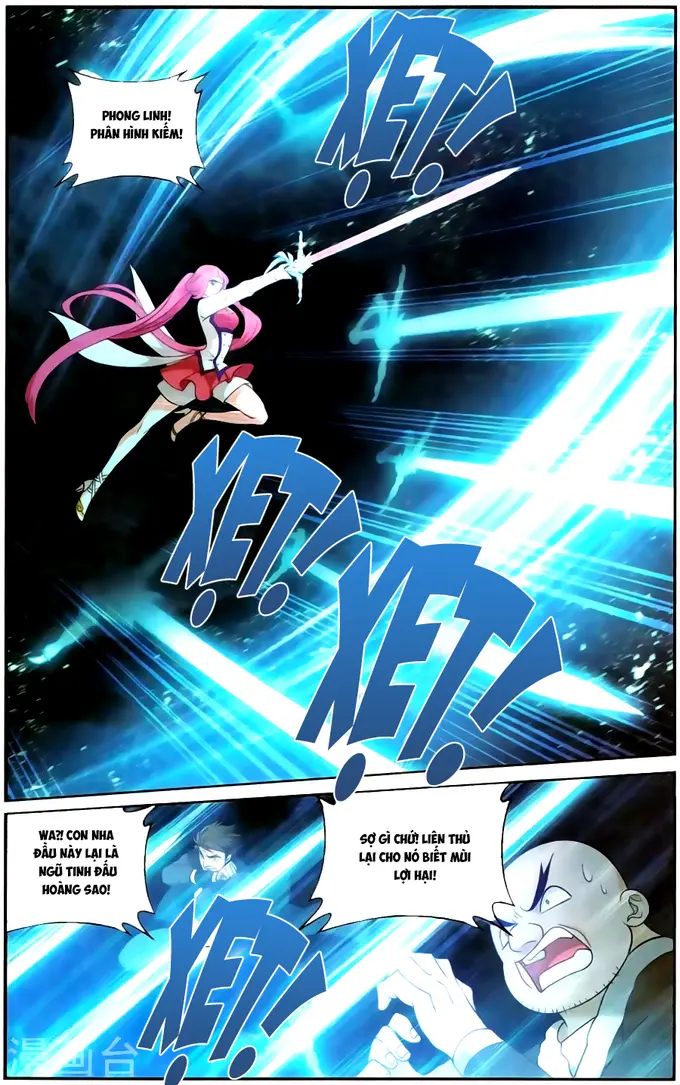 PHONG LINH!
PHÂN HÌNH KIẾM!
XẸT!
XẸT!
XẸT!
WA?! CON NHA
ĐẦU NÀY LẠI LÀ
NGŨ TINH ĐẤU
HOÀNG SAO!
SỢ GÌ CHỨ! LIÊN THỦ
LẠI CHO NÓ BIẾT MÙI
LỢI HẠI!
XẸT!
漫画台